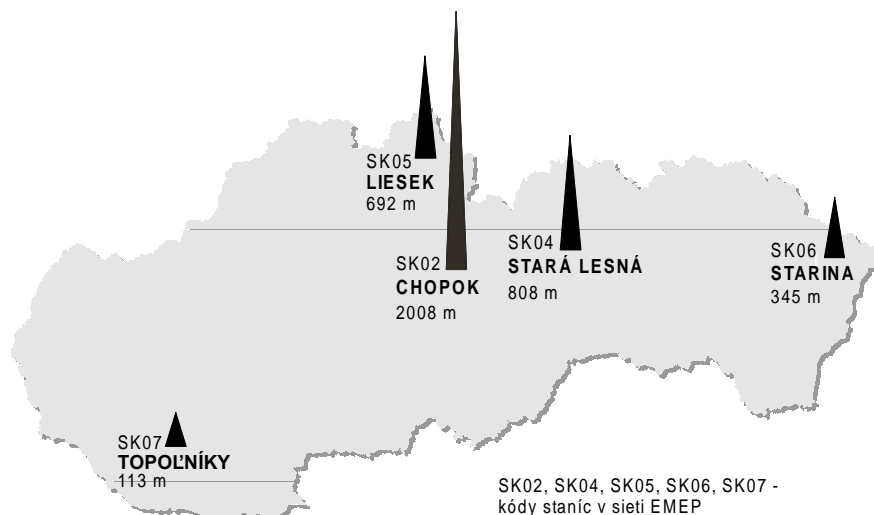 SK05
LIESEK
692 m
SK02
CHOPOK
2008 m
SK04
STARÁ LESNÁ
808 m
SK06
STARINA
345 m
SK07
TOPOĽNÍKY
113 m
SK02, SK04, SK05, SK06, SK07 -
kódy staníc v sieti EMEP